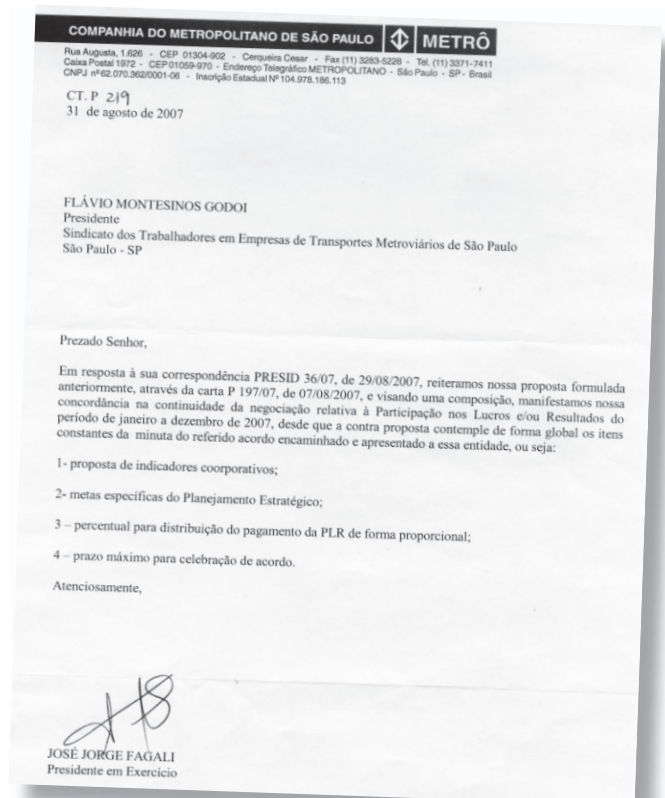 COMPANHIA DO METROPOLITANO DE SÃO PAULO METRÔ
Rua Augusta, 1.626 - CEP 01304-902 - Cerqueira Cesar - Fax (11) 3283-5228 - Tel. (11) 3371-7411
Caixa Postal 1972 - CEP 01059-970 - Endereço Telegráfico METROPOLITANO - São Paulo - SP - Brasil
CNPJ nº 62.070.362/0001-06 - Inscrição Estadual Nº 104.978.186.113
CT. P 219
31 de agosto de 2007
FLÁVIO MONTESINOS GODOI
Presidente
Sindicato dos Trabalhadores em Empresas de Transportes Metroviários de São Paulo
São Paulo - SP
Prezado Senhor,
Em resposta à sua correspondência PRESID 36/07, de 29/08/2007, reiteramos nossa proposta formulada
anteriormente, através da carta P 197/07, de 07/08/2007, e visando uma composição, manifestamos nossa
concordância na continuidade da negociação relativa à Participação nos Lucros e/ou Resultados do
período de janeiro a dezembro de 2007, desde que a contra proposta contemple de forma global os itens
constantes da minuta do referido acordo encaminhado e apresentado a essa entidade, ou seja:
1- proposta de indicadores coorporativos;
2- metas específicas do Planejamento Estratégico;
3 – percentual para distribuição do pagamento da PLR de forma proporcional;
4 – prazo máximo para celebração de acordo.
Atenciosamente,
JOSÉ JORGE FAGALI
Presidente em Exercício